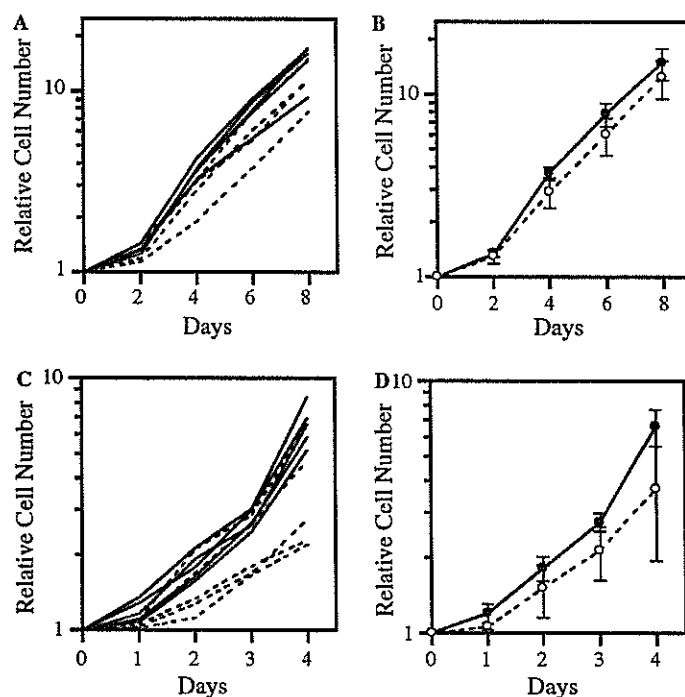 A
Relative Cell Number
10
1
0 2 4 6 8
Days
B
Relative Cell Number
10
1
0 2 4 6 8
Days
C
Relative Cell Number
10
1
0 1 2 3 4
Days
D
Relative Cell Number
10
1
0 1 2 3 4
Days